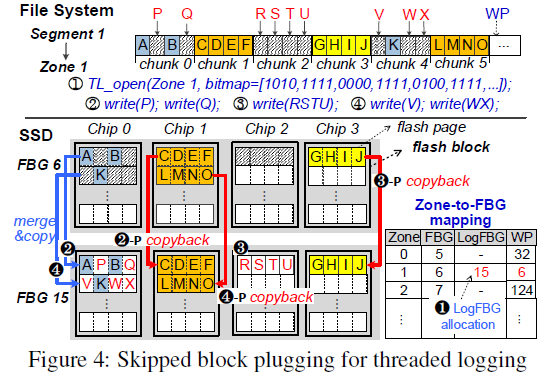 File System
P Q R S T U V W X WP
Segment 1
A B C D E F G H I J K L M N O ...
Zone 1
chunk 0 chunk 1 chunk 2 chunk 3 chunk 4 chunk 5
① TL_open(Zone 1, bitmap=[1010,1111,0000,1111,0100,1111,...]);
② write(P); write(Q); ③ write(RSTU); ④ write(V); write(WX);
SSD
Chip 0 Chip 1 Chip 2 Chip 3
flash page
flash block
FBG 6
A B C D E F G H I J
K L M N O
❸-P copyback
merge
&copy
❷
❷-P copyback
❹
❸
Zone-to-FBG
mapping
Zone FBG LogFBG WP
0 5 - 32
1 6 15 6
2 7 - 124
❶ LogFBG
allocation
FBG 15
A P B Q C D E F R S T U G H I J
V K W X L M N O
❹-P copyback
Figure 4: Skipped block plugging for threaded logging